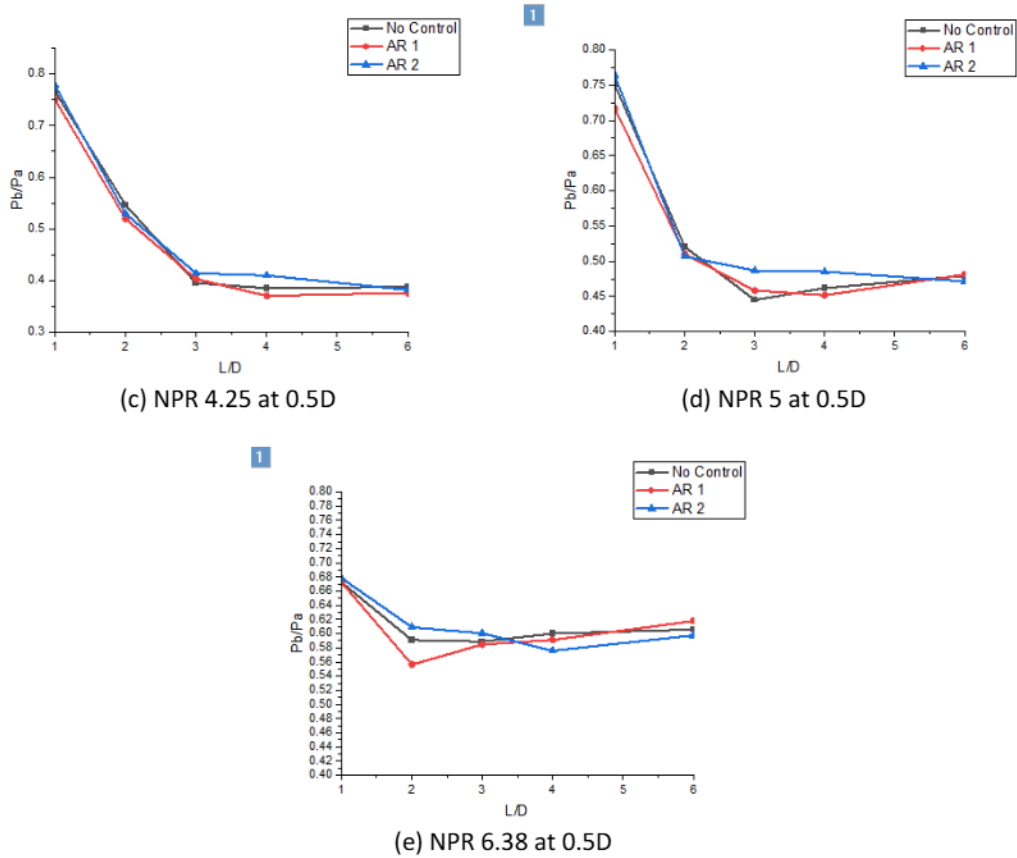 1
No Control
AR 1
AR 2
0.8
0.7
0.6
0.5
0.4
0.3
Pb/Pa
1 2 3 4 5 6
L/D
(c) NPR 4.25 at 0.5D
No Control
AR 1
AR 2
0.80
0.75
0.70
0.65
0.60
0.55
0.50
0.45
0.40
Pb/Pa
1 2 3 4 5 6
L/D
(d) NPR 5 at 0.5D
1
No Control
AR 1
AR 2
0.80
0.78
0.76
0.74
0.72
0.70
0.68
0.66
0.64
0.62
0.60
0.58
0.56
0.54
0.52
0.50
0.48
0.46
0.44
0.42
0.40
Pb/Pa
1 2 3 4 5 6
L/D
(e) NPR 6.38 at 0.5D